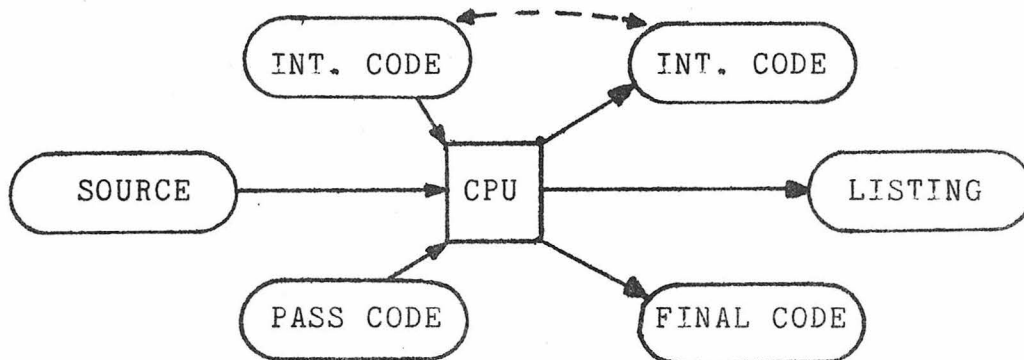 INT. CODE
INT. CODE
SOURCE
CPU
LISTING
PASS CODE
FINAL CODE